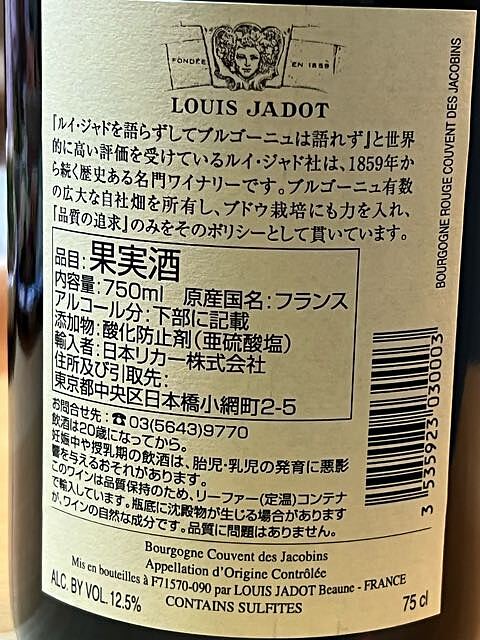 FONDÉE EN 1859
LOUIS JADOT
『ルイ・ジャドを語らずしてブルゴーニュは語れず』と世界
的に高い評価を受けているルイ・ジャド社は、1859年か
ら続く歴史ある名門ワイナリーです。ブルゴーニュ有数
の広大な自社畑を所有し、ブドウ栽培にも力を入れ、
「品質の追求」のみをそのポリシーとして貫いています。
品目:果実酒
内容量:750ml 原産国名:フランス
アルコール分:下部に記載
添加物:酸化防止剤(亜硫酸塩)
輸入者:日本リカー株式会社
住所及び引取先:
東京都中央区日本橋小網町2-5
お問合せ先:☎03(5643)9770
飲酒は20歳になってから。
妊娠中や授乳期の飲酒は、胎児・乳児の発育に悪影
響を与えるおそれがあります。
このワインは品質保持のため、リーファー(定温)コンテナ
で輸入しています。瓶底に沈殿物が生じる場合があります
が、ワインの自然な成分です。品質に問題はありません。
Bourgogne Couvent des Jacobins
Appellation d'Origine Contrôlée
Mis en bouteilles à F71570-090 par LOUIS JADOT Beaune - FRANCE
ALC. BY VOL. 12.5% CONTAINS SULFITES 75 cl
BOURGOGNE ROUGE COUVENT DES JACOBINS
3 535923 030003